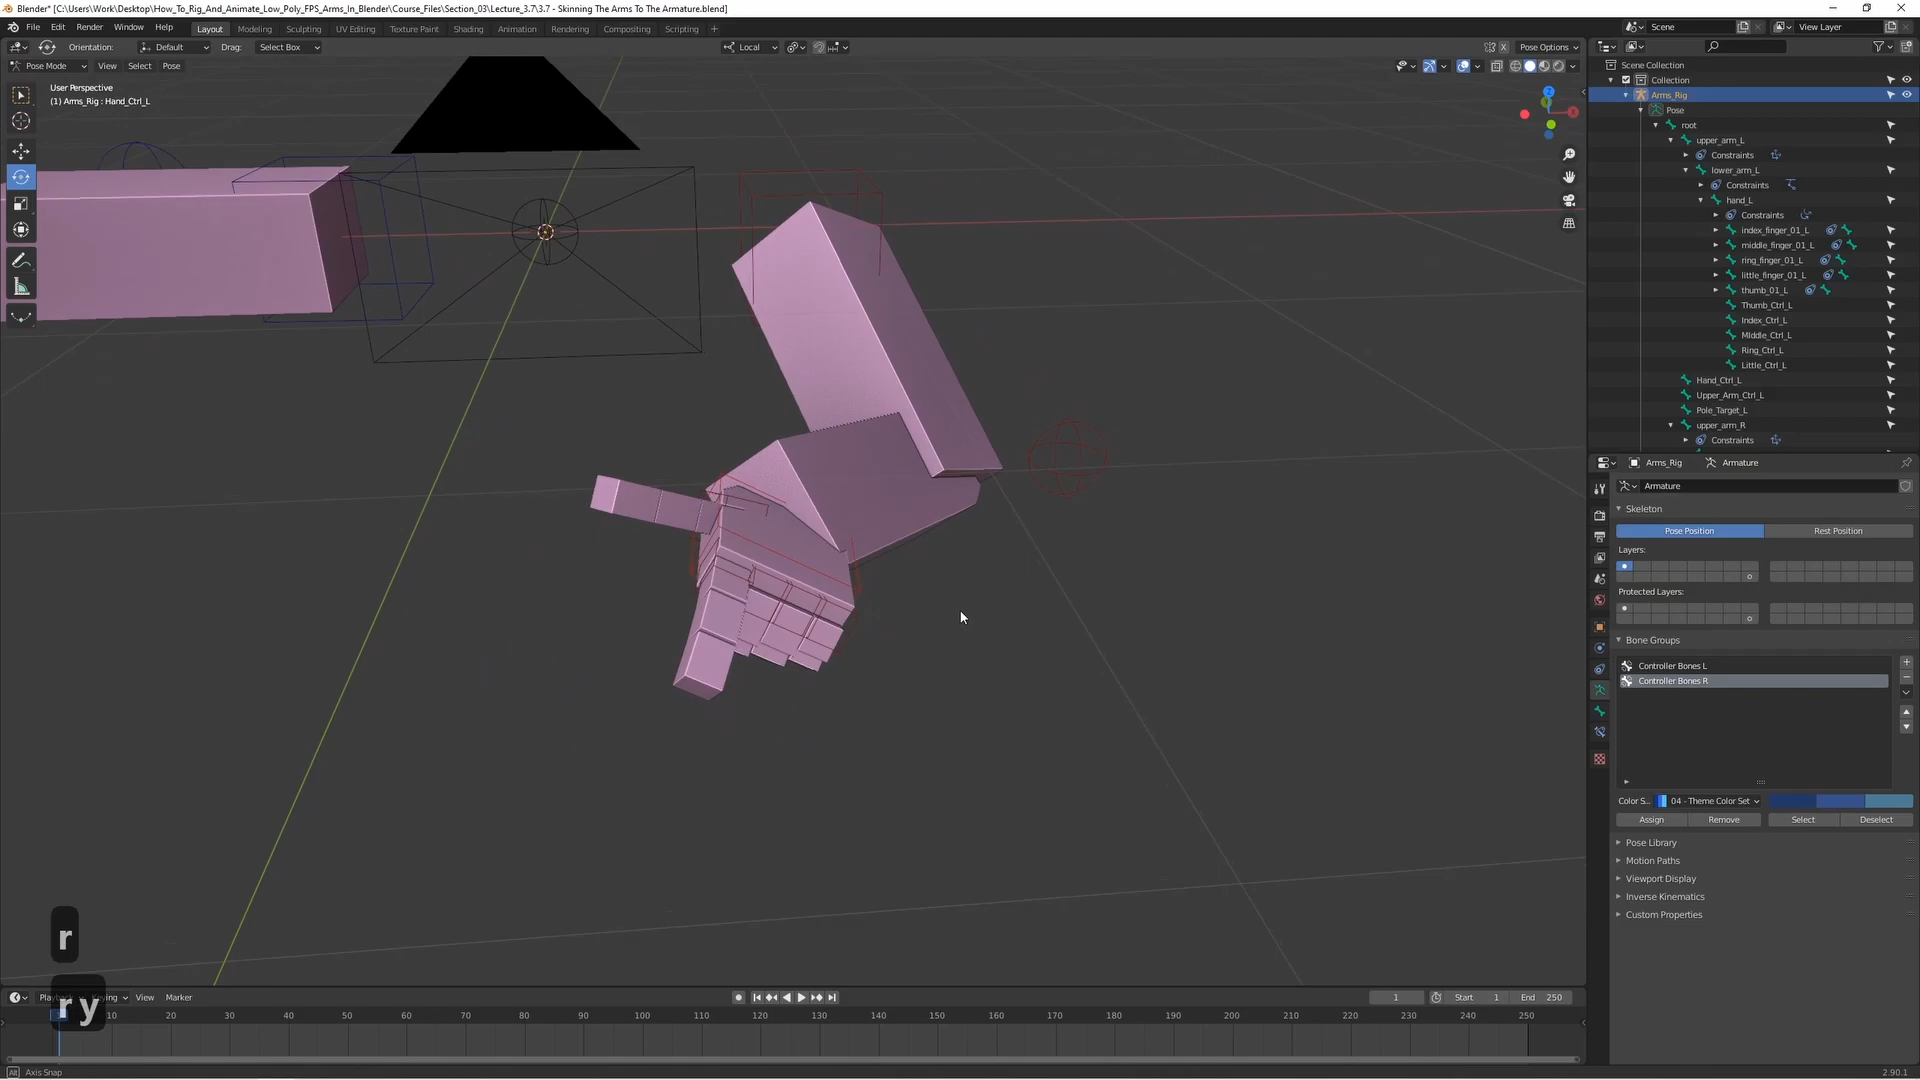 Blender* [C:\Users\Work\Desktop\How_To_Rig_And_Animate_Low_Poly_FPS_Arms_In_Blender\Course_Files\Section_03\Lecture_3.7\3.7 - Skinning The Arms To The Armature.blend]
File Edit Render Window Help Layout Modeling Sculpting UV Editing Texture Paint Shading Animation Rendering Compositing Scripting + Scene View Layer
Orientation: Default Drag: Select Box Local X Pose Options
Pose Mode View Select Pose
User Perspective
(1) Arms_Rig : Hand_Ctrl_L
Scene Collection
Collection
Arms_Rig
Pose
root
upper_arm_L
Constraints
lower_arm_L
Constraints
hand_L
Constraints
index_finger_01_L
middle_finger_01_L
ring_finger_01_L
little_finger_01_L
thumb_01_L
Thumb_Ctrl_L
Index_Ctrl_L
MIddle_Ctrl_L
Ring_Ctrl_L
Little_Ctrl_L
Hand_Ctrl_L
Upper_Arm_Ctrl_L
Pole_Target_L
upper_arm_R
Constraints
Arms_Rig Armature
Armature
Skeleton
Pose Position Rest Position
Layers:
Protected Layers:
Bone Groups
Controller Bones L
Controller Bones R
Color S... 04 - Theme Color Set
Assign Remove Select Deselect
Pose Library
Motion Paths
Viewport Display
Inverse Kinematics
Custom Properties
r
r y
View Marker 1 Start 1 End 250
10 20 30 40 50 60 70 80 90 100 110 120 130 140 150 160 170 180 190 200 210 220 230 240 250
Alt Axis Snap 2.90.1